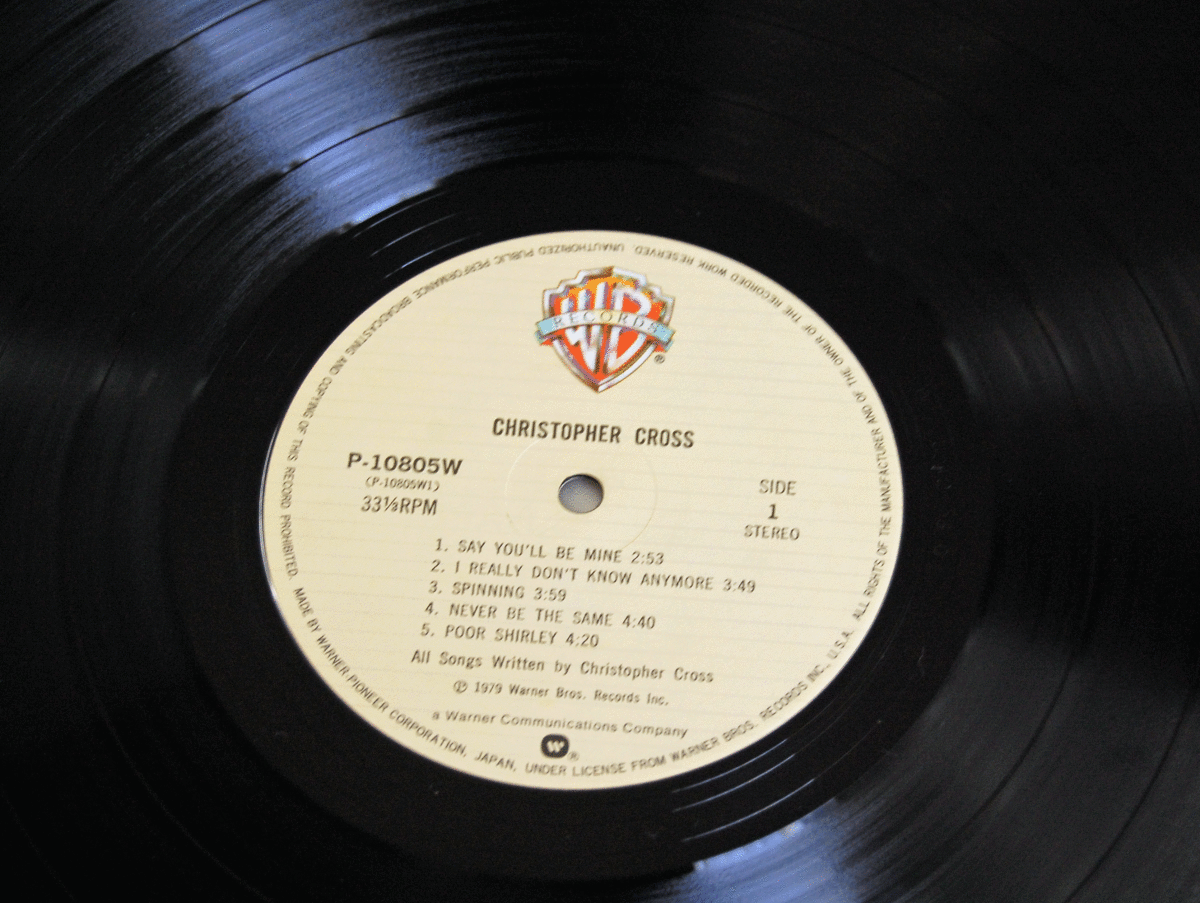 WB
RECORDS
®
CHRISTOPHER CROSS
P-10805W
(P-10805W1)
33⅓RPM
SIDE
1
STEREO
1. SAY YOU'LL BE MINE 2:53
2. I REALLY DON'T KNOW ANYMORE 3:49
3. SPINNING 3:59
4. NEVER BE THE SAME 4:40
5. POOR SHIRLEY 4:20
All Songs Written by Christopher Cross
℗ 1979 Warner Bros. Records Inc.
a Warner Communications Company
W ®
MADE BY WARNER-PIONEER CORPORATION, JAPAN, UNDER LICENSE FROM WARNER BROS. RECORDS INC., U.S.A. ALL RIGHTS OF THE MANUFACTURER AND OF THE OWNER OF THE RECORDED WORK RESERVED. UNAUTHORIZED PUBLIC PERFORMANCE BROADCASTING AND COPYING OF THIS RECORD PROHIBITED.